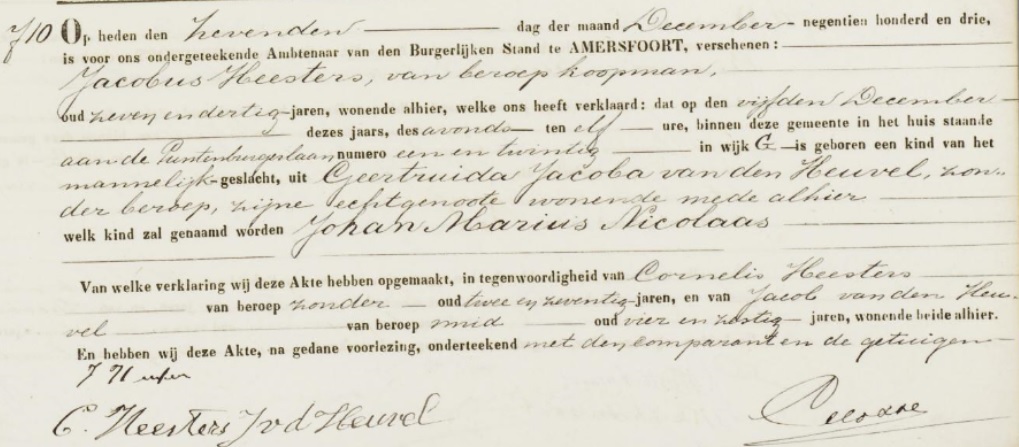 710 Op heden den zevenden dag der maand December negentien honderd en drie,
is voor ons ondergeteekende Ambtenaar van den Burgerlijken Stand te AMERSFOORT, verschenen:
Jacobus Heesters, van beroep koopman,
oud zeven en dertig jaren, wonende alhier, welke ons heeft verklaard: dat op den vijfden December
dezes jaars, des avonds ten elf ure, binnen deze gemeente in het huis staande
aan de Puntenburgerlaan numero een en twintig in wijk G is geboren een kind van het
mannelijk geslacht, uit Geertruida Jacoba van den Heuvel, zon-
der beroep, zijne echtgenoote wonende mede alhier
welk kind zal genaamd worden Johan Marius Nicolaas
Van welke verklaring wij deze Akte hebben opgemaakt, in tegenwoordigheid van Cornelis Heesters
van beroep zonder oud twee en zeventig jaren, en van Jacob van den Heu-
vel van beroep smid oud vier en zestig jaren, wonende beide alhier.
En hebben wij deze Akte, na gedane voorlezing, onderteekend met den comparant en de getuigen
C. Heesters J v d Heuvel